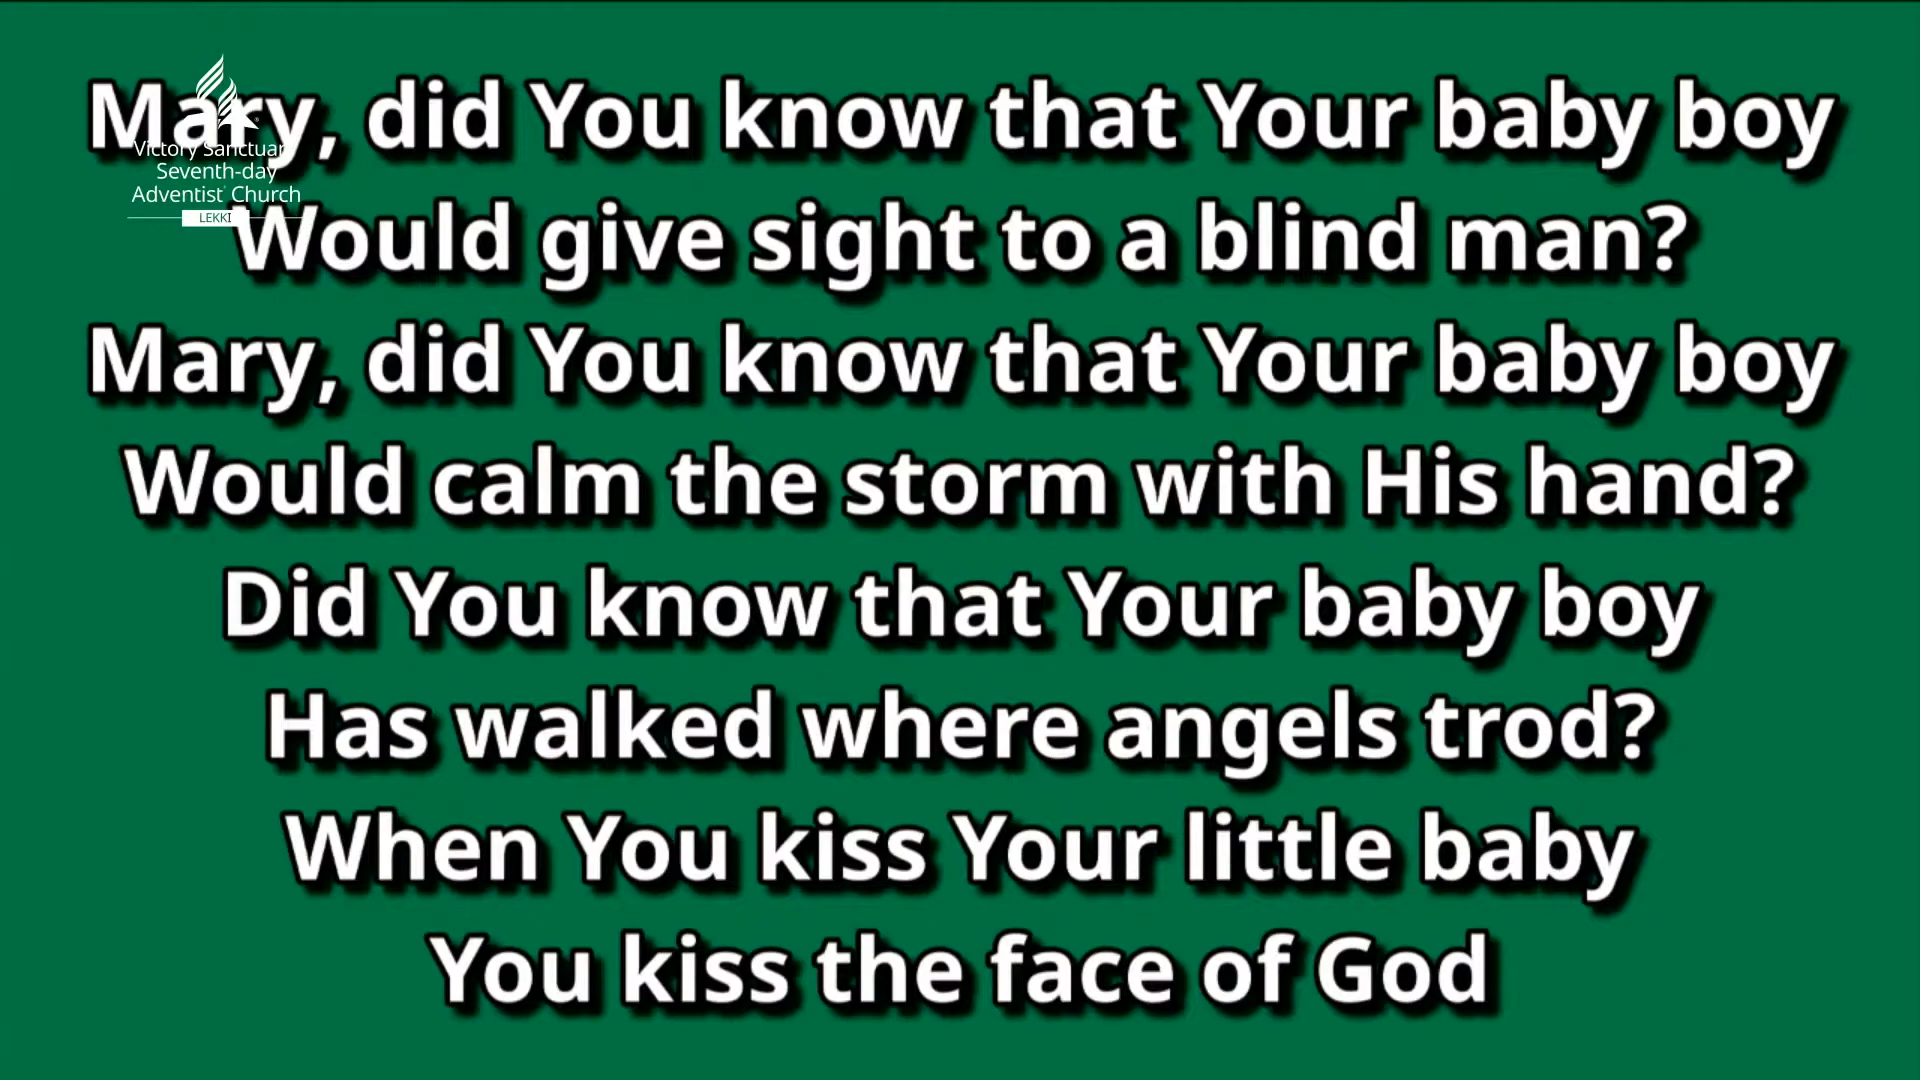 Mary, did You know that Your baby boy
Victory Sanctuary
Seventh-day
Adventist Church
LEKKI
Would give sight to a blind man?
Mary, did You know that Your baby boy
Would calm the storm with His hand?
Did You know that Your baby boy
Has walked where angels trod?
When You kiss Your little baby
You kiss the face of God